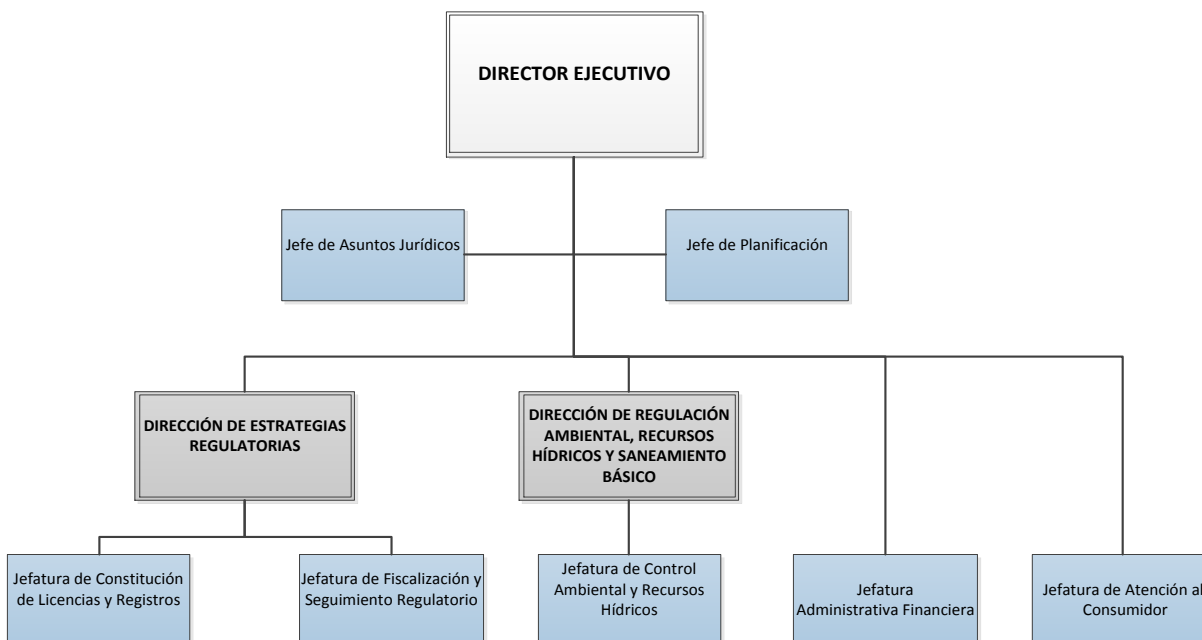 DIRECTOR EJECUTIVO
Jefe de Asuntos Jurídicos
Jefe de Planificación
DIRECCIÓN DE ESTRATEGIAS
REGULATORIAS
DIRECCIÓN DE REGULACIÓN
AMBIENTAL, RECURSOS
HÍDRICOS Y SANEAMIENTO
BÁSICO
Jefatura de Constitución
de Licencias y Registros
Jefatura de Fiscalización y
Seguimiento Regulatorio
Jefatura de Control
Ambiental y Recursos
Hídricos
Jefatura
Administrativa Financiera
Jefatura de Atención al
Consumidor